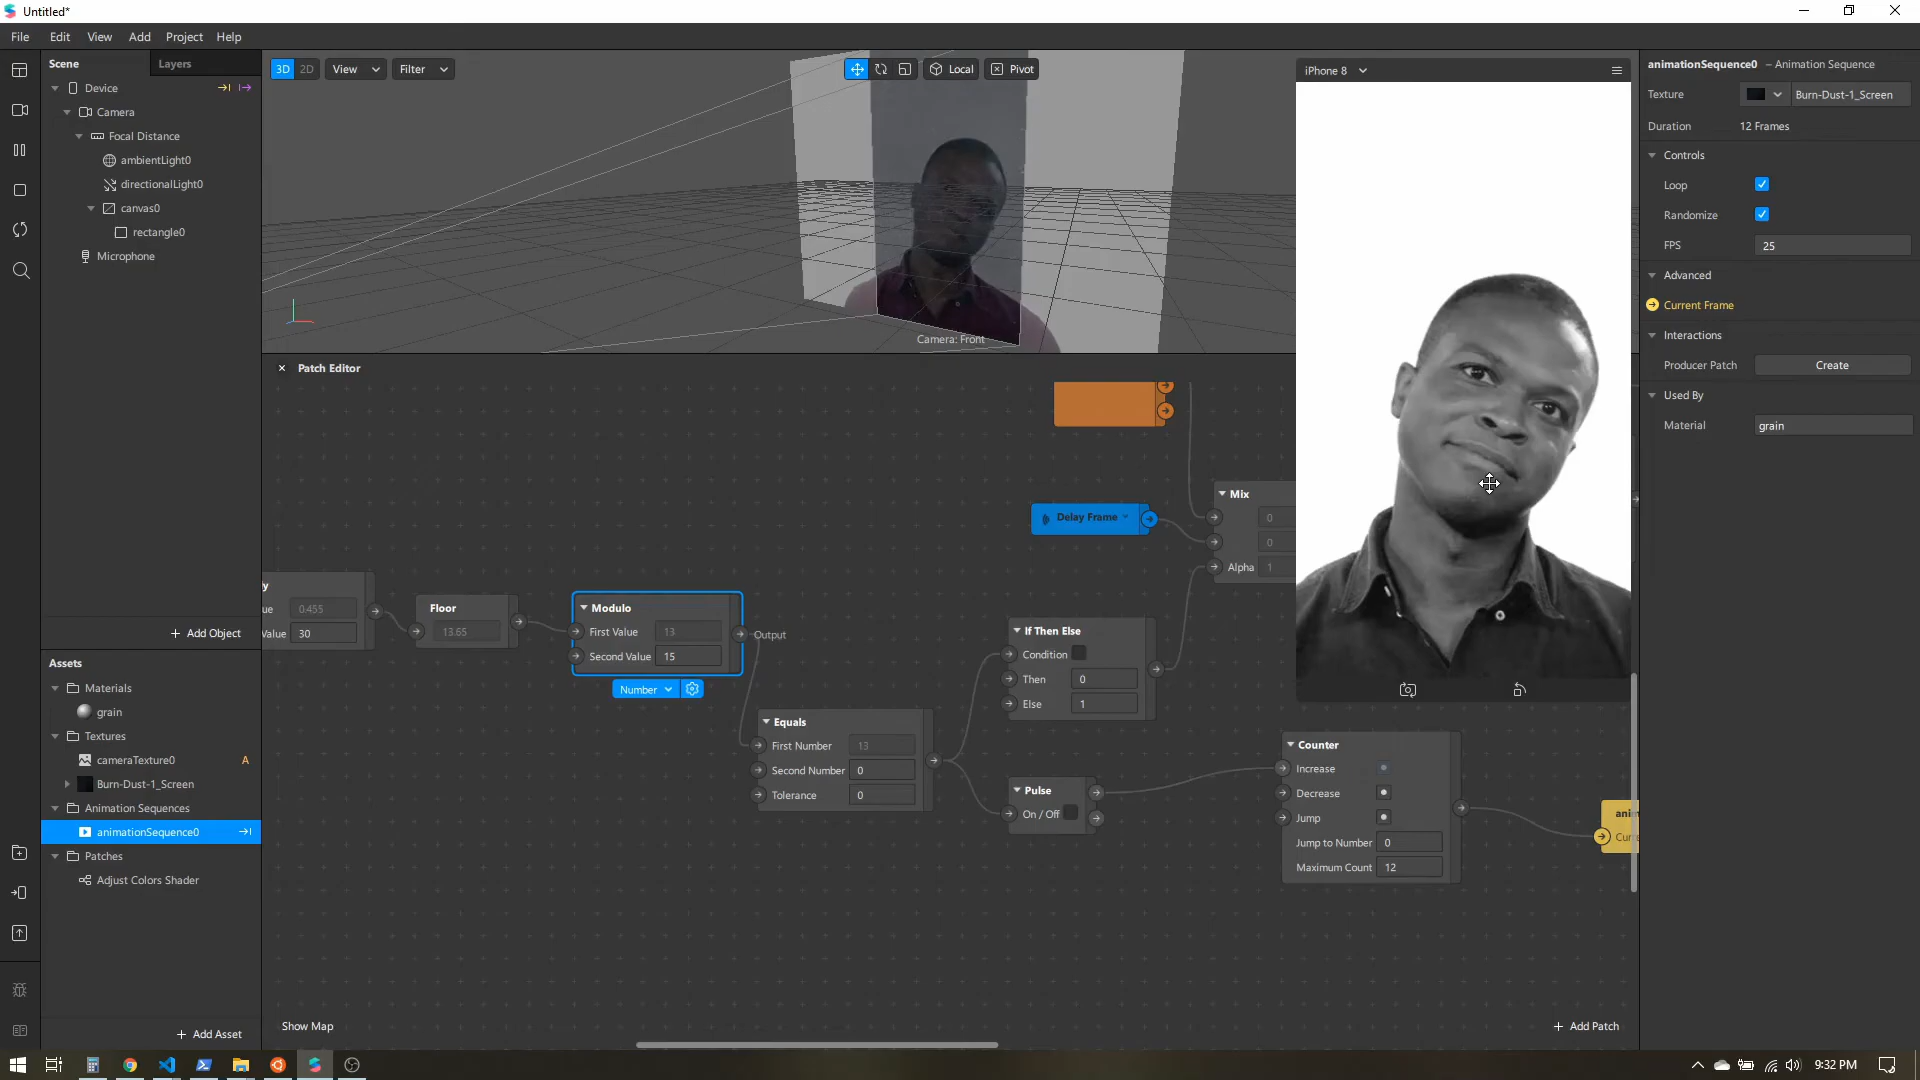 Untitled*
File Edit View Add Project Help
Scene Layers
Device
Camera
Focal Distance
ambientLight0
directionalLight0
canvas0
rectangle0
Microphone
+ Add Object
Assets
Materials
grain
Textures
cameraTexture0 A
Burn-Dust-1_Screen
Animation Sequences
animationSequence0
Patches
Adjust Colors Shader
+ Add Asset
3D 2D View Filter Local Pivot
Camera: Front
Patch Editor
y
ue 0.455
Value 30
Floor
13.65
Modulo
First Value 13
Second Value 15
Output
Number
Equals
First Number 13
Second Number 0
Tolerance 0
Delay Frame
Mix
0
0
Alpha 1
If Then Else
Condition
Then 0
Else 1
Pulse
On / Off
Counter
Increase
Decrease
Jump
Jump to Number 0
Maximum Count 12
anim
Curre
Show Map
+ Add Patch
iPhone 8
animationSequence0 – Animation Sequence
Texture Burn-Dust-1_Screen
Duration 12 Frames
Controls
Loop
Randomize
FPS 25
Advanced
Current Frame
Interactions
Producer Patch Create
Used By
Material grain
9:32 PM